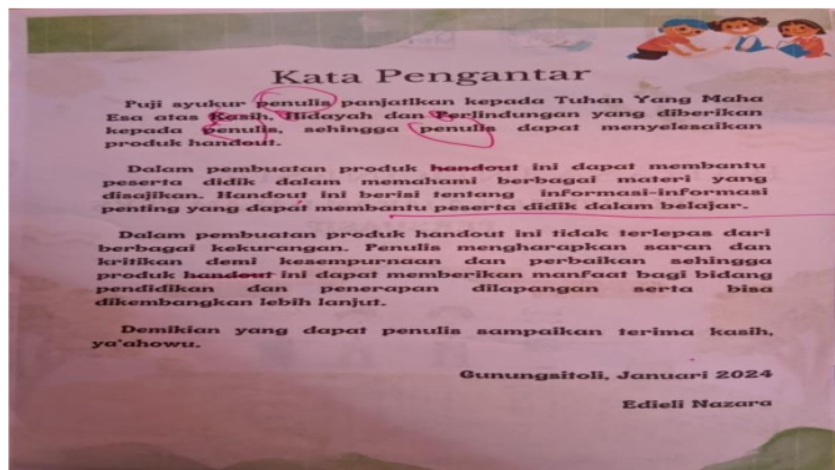 Kata Pengantar
Puji syukur penulis panjatkan kepada Tuhan Yang Maha
Esa atas Kasih, Hidayah dan Perlindungan yang diberikan
kepada penulis, sehingga penulis dapat menyelesaikan
produk handout.
Dalam pembuatan produk handout ini dapat membantu
peserta didik dalam memahami berbagai materi yang
disajikan. Handout ini berisi tentang informasi-informasi
penting yang dapat membantu peserta didik dalam belajar.
Dalam pembuatan produk handout ini tidak terlepas dari
berbagai kekurangan. Penulis mengharapkan saran dan
kritikan demi kesempurnaan dan perbaikan sehingga
produk handout ini dapat memberikan manfaat bagi bidang
pendidikan dan penerapan dilapangan serta bisa
dikembangkan lebih lanjut.
Demikian yang dapat penulis sampaikan terima kasih,
ya'ahowu.
Gunungsitoli, Januari 2024
Edieli Nazara